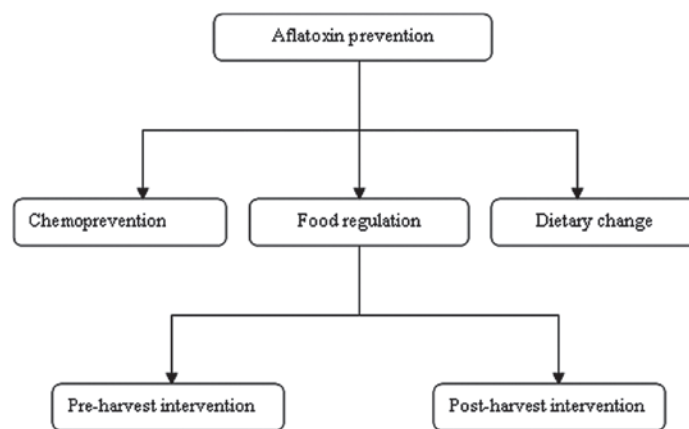 Aflatoxin prevention
Chemoprevention
Food regulation
Dietary change
Pre-harvest intervention
Post-harvest intervention